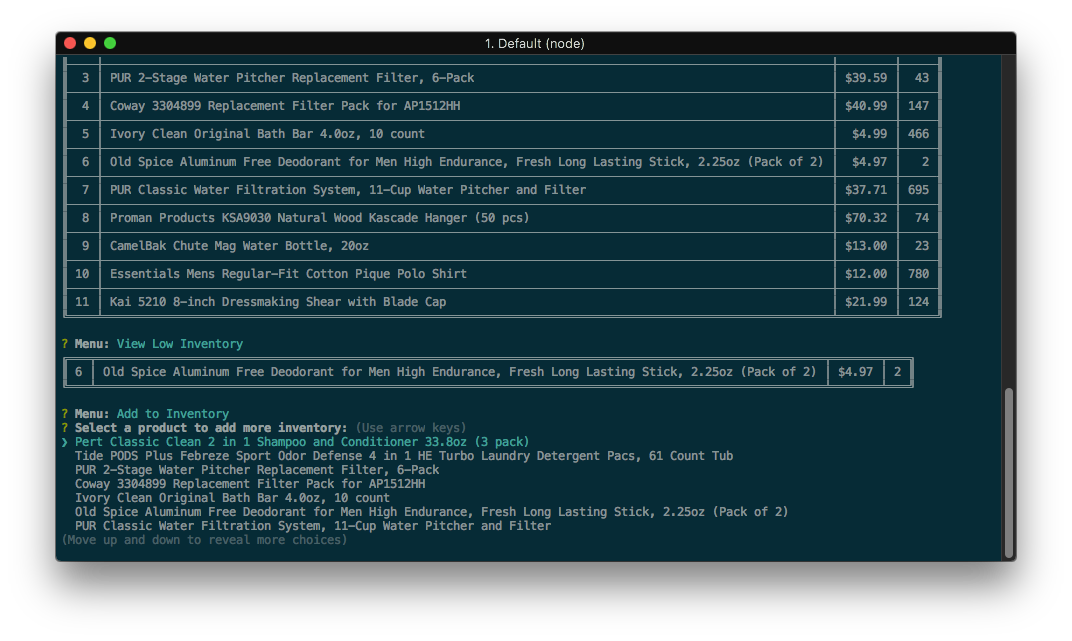 1. Default (node)
3 PUR 2-Stage Water Pitcher Replacement Filter, 6-Pack $39.59 43
4 Coway 3304899 Replacement Filter Pack for AP1512HH $40.99 147
5 Ivory Clean Original Bath Bar 4.0oz, 10 count $4.99 466
6 Old Spice Aluminum Free Deodorant for Men High Endurance, Fresh Long Lasting Stick, 2.25oz (Pack of 2) $4.97 2
7 PUR Classic Water Filtration System, 11-Cup Water Pitcher and Filter $37.71 695
8 Proman Products KSA9030 Natural Wood Kascade Hanger (50 pcs) $70.32 74
9 CamelBak Chute Mag Water Bottle, 20oz $13.00 23
10 Essentials Mens Regular-Fit Cotton Pique Polo Shirt $12.00 780
11 Kai 5210 8-inch Dressmaking Shear with Blade Cap $21.99 124
? Menu: View Low Inventory
6 Old Spice Aluminum Free Deodorant for Men High Endurance, Fresh Long Lasting Stick, 2.25oz (Pack of 2) $4.97 2
? Menu: Add to Inventory
? Select a product to add more inventory: (Use arrow keys)
❯ Pert Classic Clean 2 in 1 Shampoo and Conditioner 33.8oz (3 pack)
Tide PODS Plus Febreze Sport Odor Defense 4 in 1 HE Turbo Laundry Detergent Pacs, 61 Count Tub
PUR 2-Stage Water Pitcher Replacement Filter, 6-Pack
Coway 3304899 Replacement Filter Pack for AP1512HH
Ivory Clean Original Bath Bar 4.0oz, 10 count
Old Spice Aluminum Free Deodorant for Men High Endurance, Fresh Long Lasting Stick, 2.25oz (Pack of 2)
PUR Classic Water Filtration System, 11-Cup Water Pitcher and Filter
(Move up and down to reveal more choices)